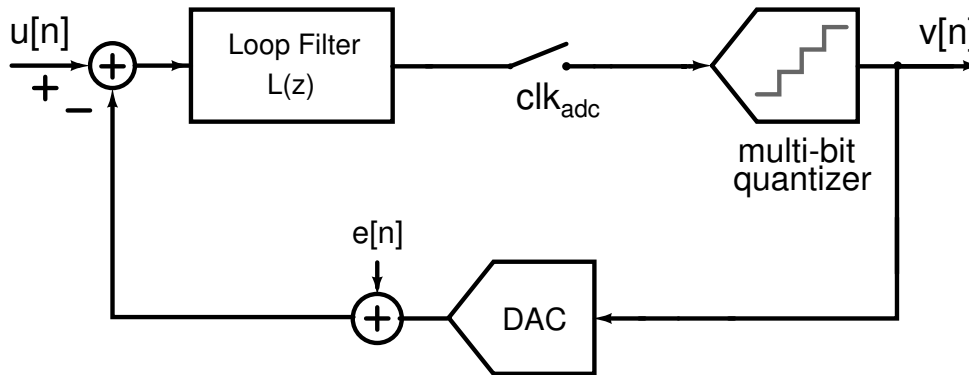 u[n]
+
−
+
Loop Filter
L(z)
clk_adc
multi-bit
quantizer
v[n]
e[n]
+
DAC